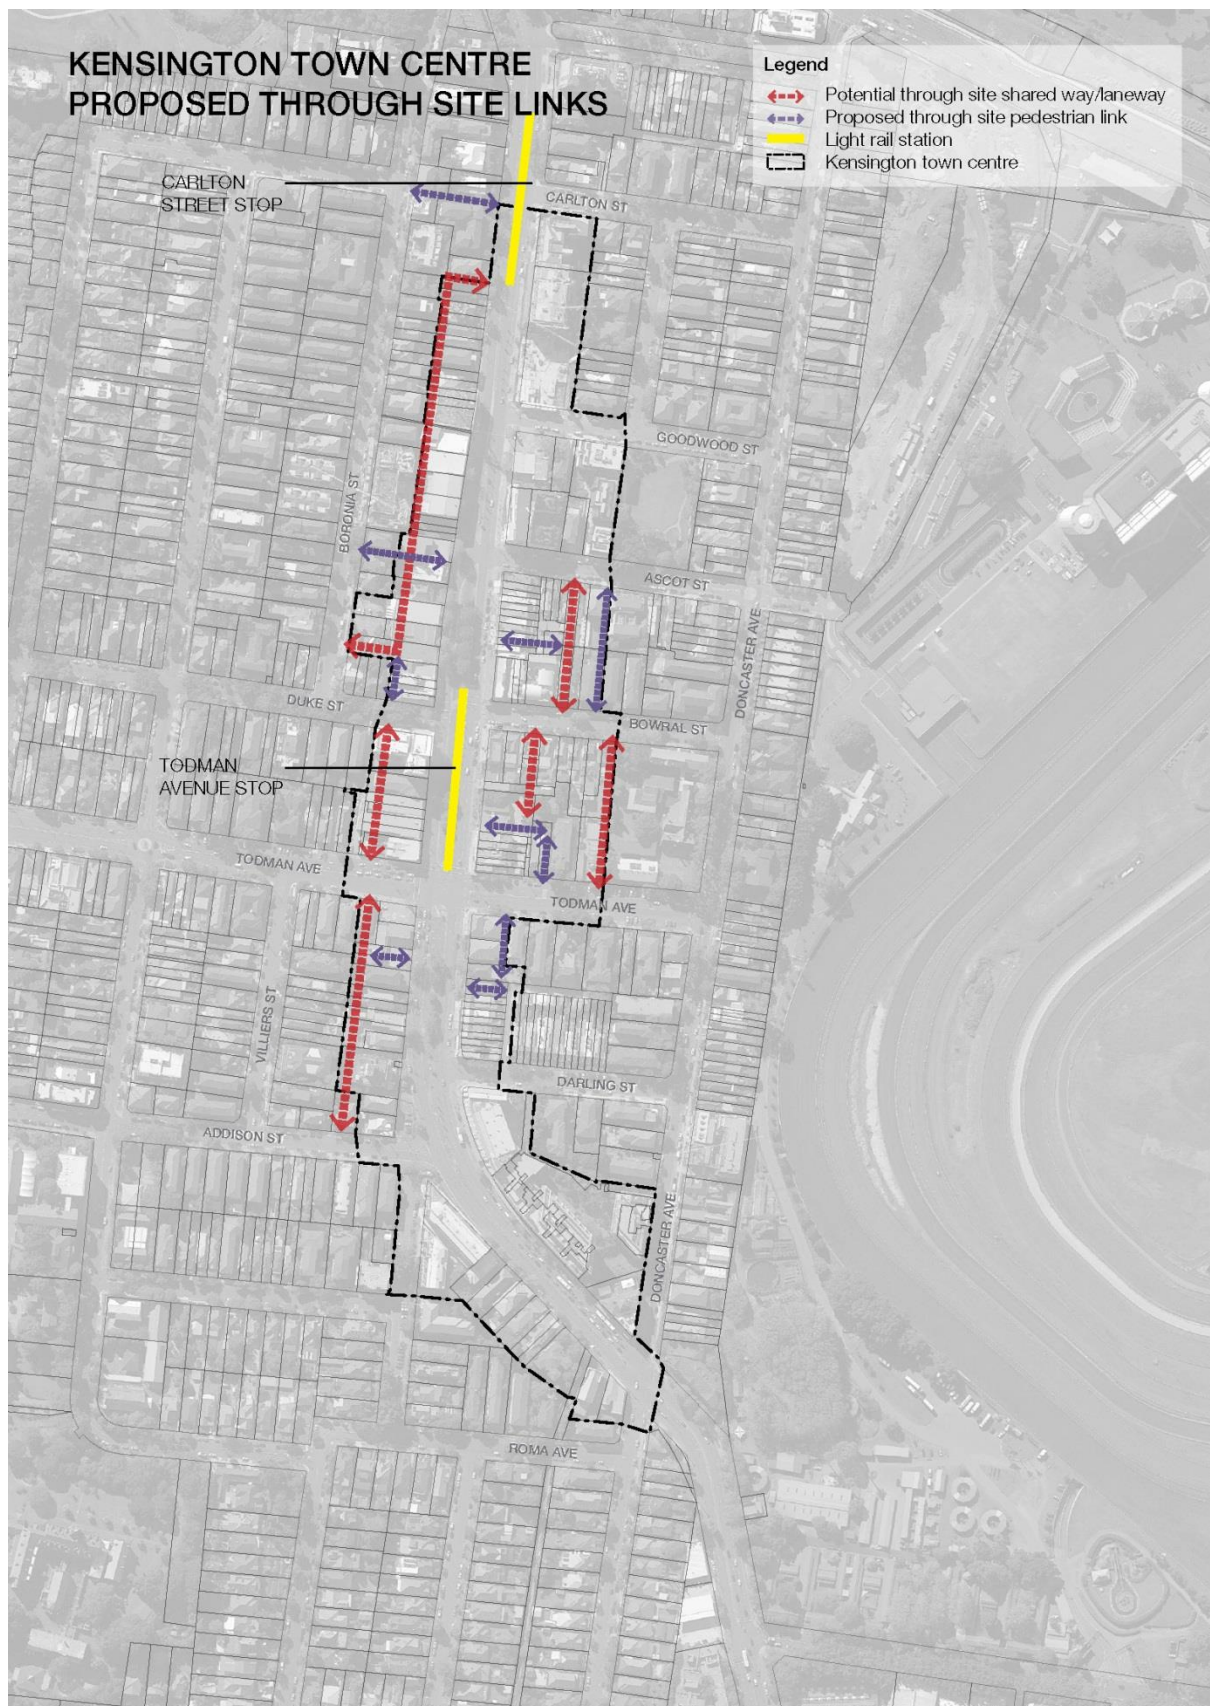 KENSINGTON TOWN CENTRE
PROPOSED THROUGH SITE LINKS
Legend
Potential through site shared way/laneway
Proposed through site pedestrian link
Light rail station
Kensington town centre
CARLTON
STREET STOP
CARLTON ST
GOODWOOD ST
BORONIA ST
ASCOT ST
DONCASTER AVE
DUKE ST
BOWRAL ST
TODMAN
AVENUE STOP
TODMAN AVE
TODMAN AVE
VILLIERS ST
DARLING ST
ADDISON ST
DONCASTER AVE
ROMA AVE